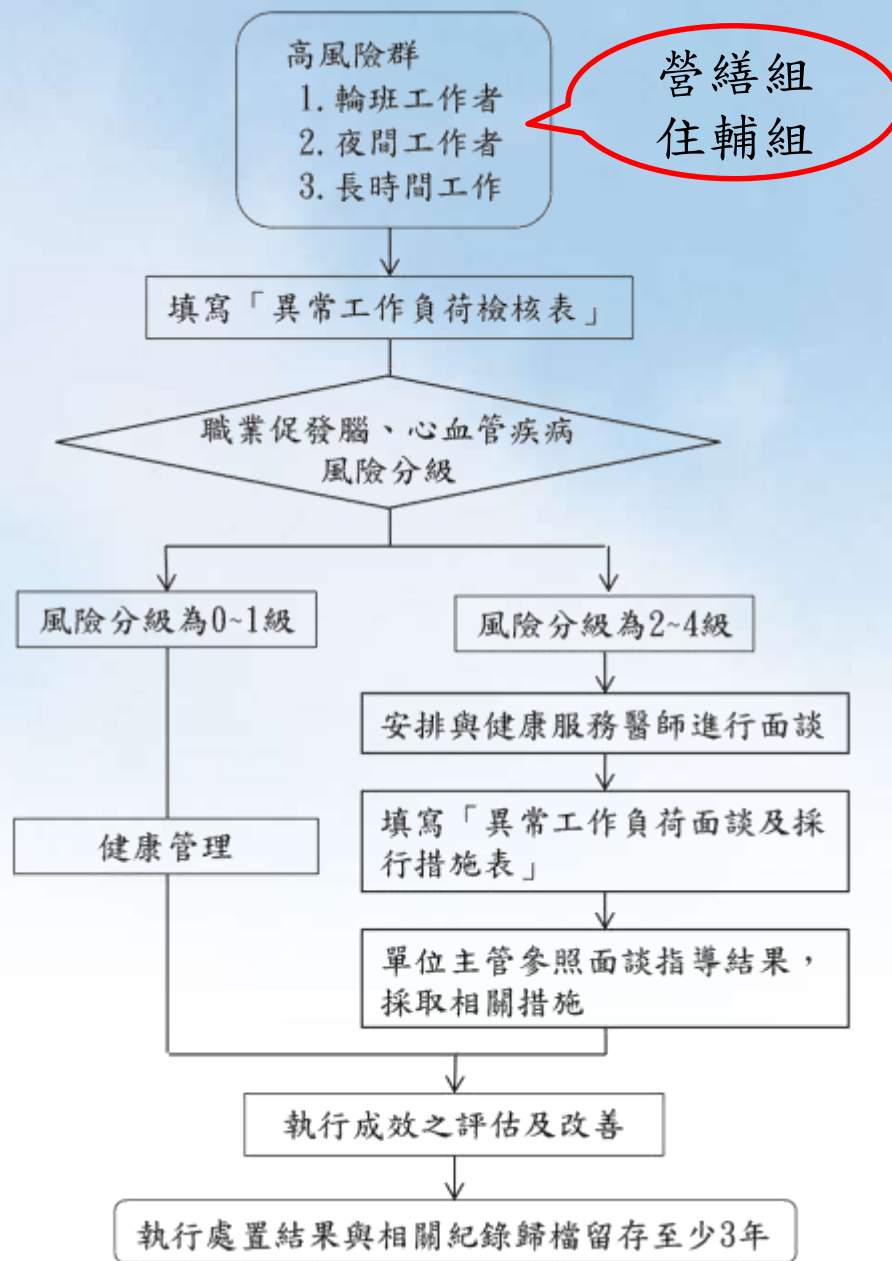 高風險群
1.輪班工作者
2.夜間工作者
3.長時間工作
營繕組
住輔組
填寫「異常工作負荷檢核表」
職業促發腦、心血管疾病
風險分級
風險分級為0~1級
風險分級為2~4級
安排與健康服務醫師進行面談
健康管理
填寫「異常工作負荷面談及採
行措施表」
單位主管參照面談指導結果，
採取相關措施
執行成效之評估及改善
執行處置結果與相關紀錄歸檔留存至少3年